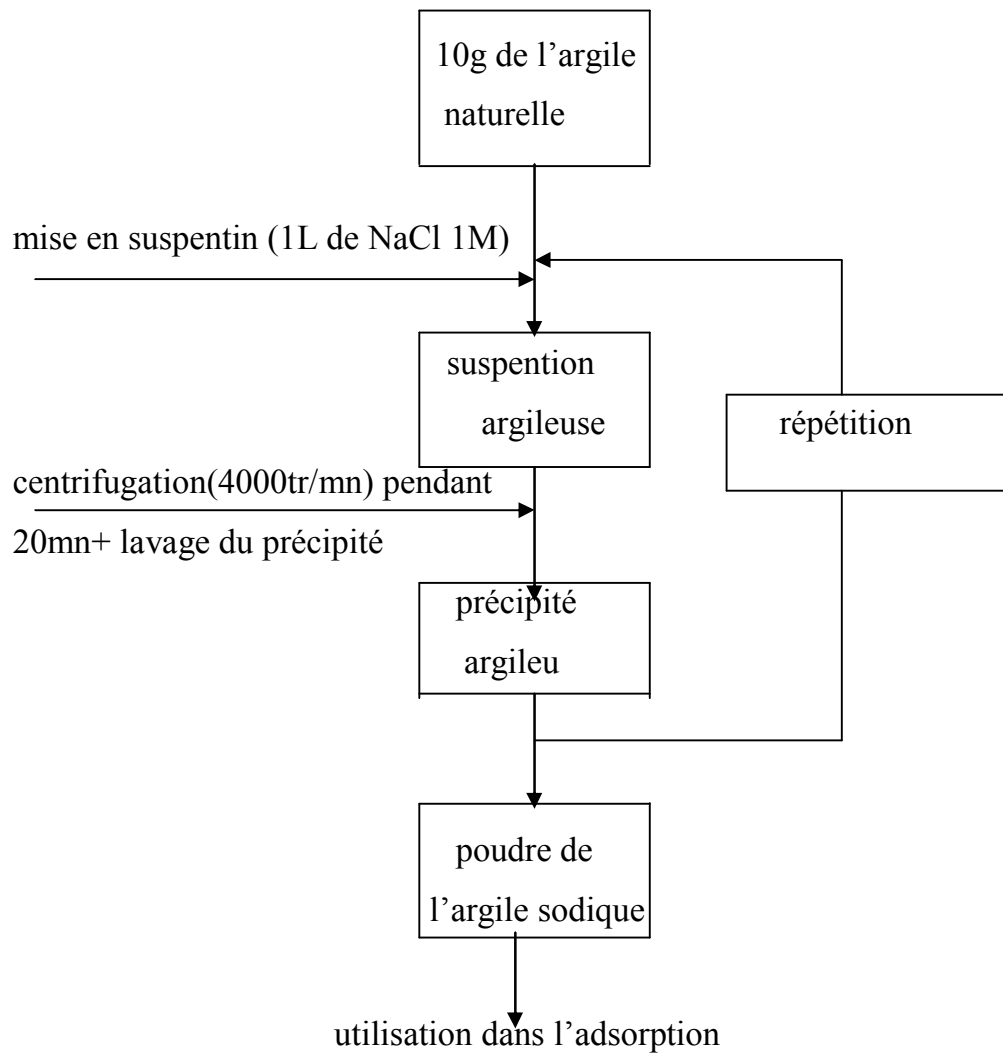 10g de l’argile
naturelle
mise en suspentin (1L de NaCl 1M)
suspention
argileuse
répétition
centrifugation(4000tr/mn) pendant
20mn+ lavage du précipité
précipité
argileu
poudre de
l’argile sodique
utilisation dans l’adsorption